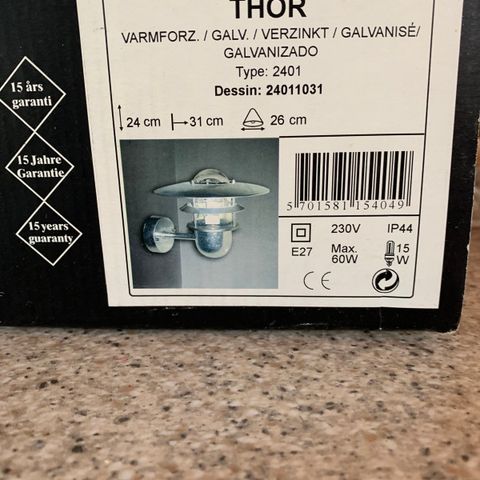 THOR
VARMFORZ. / GALV. / VERZINKT / GALVANISÉ/
GALVANIZADO
Type: 2401
Dessin: 24011031
24 cm 31 cm 26 cm
15 års
garanti
15 Jahre
Garantie
15 years
guaranty
5 701581 154049
230V IP44
E27 Max.
60W 15
W
CE